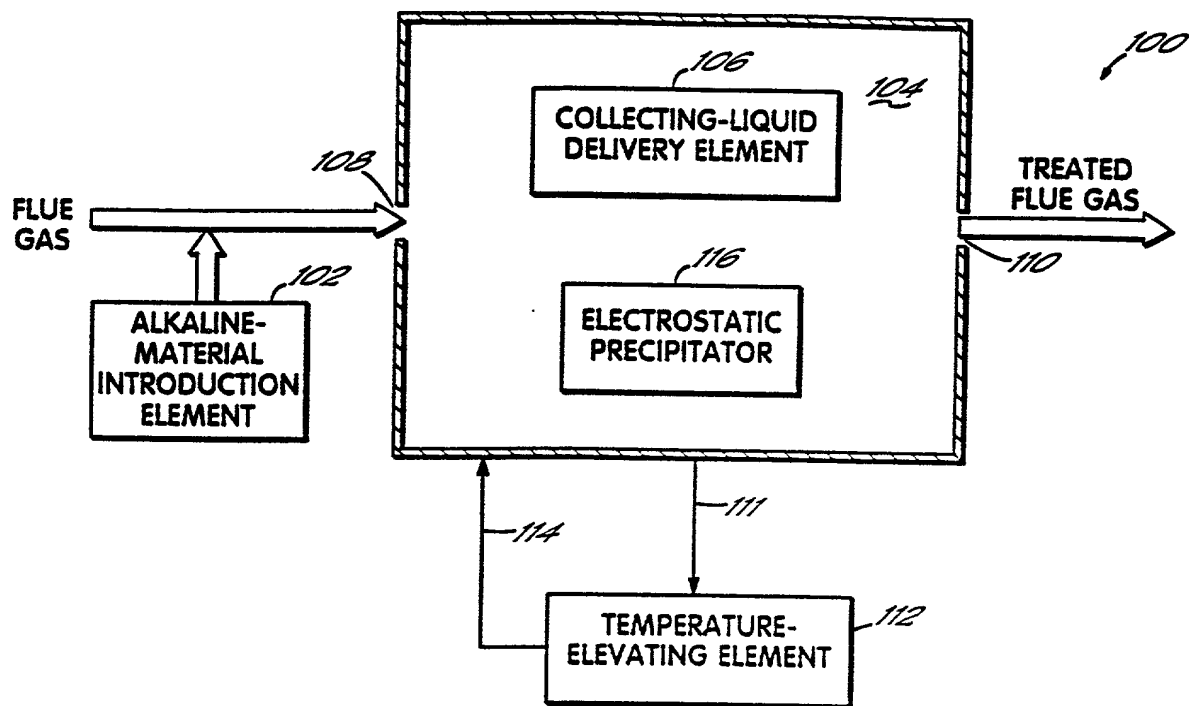 100
106
104
COLLECTING-LIQUID
DELIVERY ELEMENT
108
TREATED
FLUE GAS
FLUE
GAS
110
116
102
ELECTROSTATIC
PRECIPITATOR
ALKALINE-
MATERIAL
INTRODUCTION
ELEMENT
111
114
112
TEMPERATURE-
ELEVATING ELEMENT